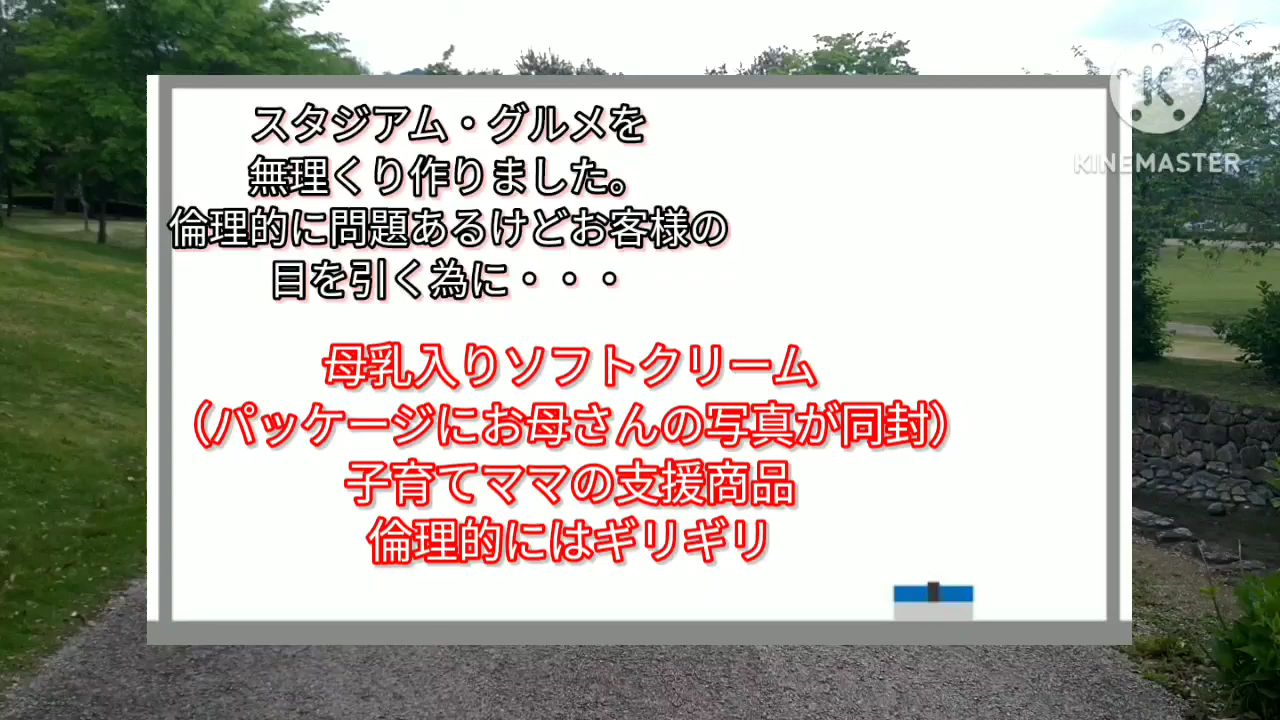 スタジアム・グルメを
無理くり作りました。
倫理的に問題あるけどお客様の
目を引く為に・・・
母乳入りソフトクリーム
（パッケージにお母さんの写真が同封）
子育てママの支援商品
倫理的にはギリギリ
K
KINEMASTER